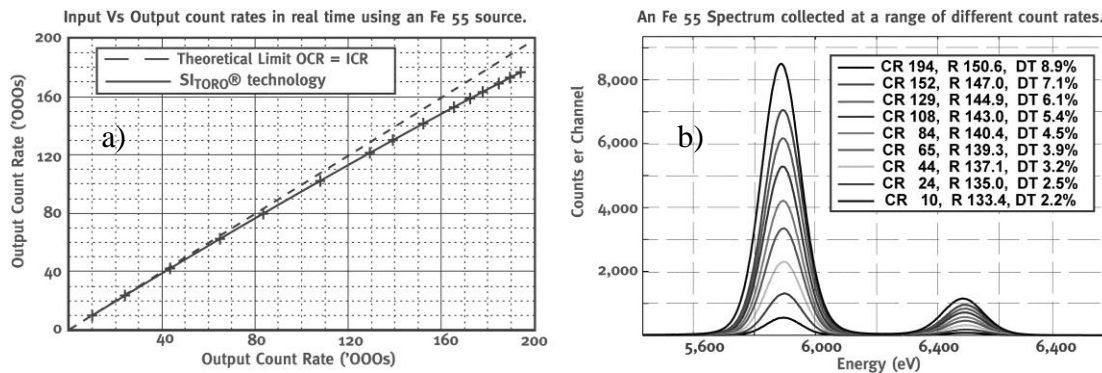 Input Vs Output count rates in real time using an Fe 55 source.
200
160
120
80
40
0
Output Count Rate ('OOOs)
Theoretical Limit OCR = ICR
SITORO® technology
a)
40
80
120
160
200
Output Count Rate ('OOOs)
An Fe 55 Spectrum collected at a range of different count rates.
8,000
6,000
4,000
2,000
Counts er Channel
b)
CR 194, R 150.6, DT 8.9%
CR 152, R 147.0, DT 7.1%
CR 129, R 144.9, DT 6.1%
CR 108, R 143.0, DT 5.4%
CR 84, R 140.4, DT 4.5%
CR 65, R 139.3, DT 3.9%
CR 44, R 137.1, DT 3.2%
CR 24, R 135.0, DT 2.5%
CR 10, R 133.4, DT 2.2%
5,600
6,000
6,400
6,400
Energy (eV)